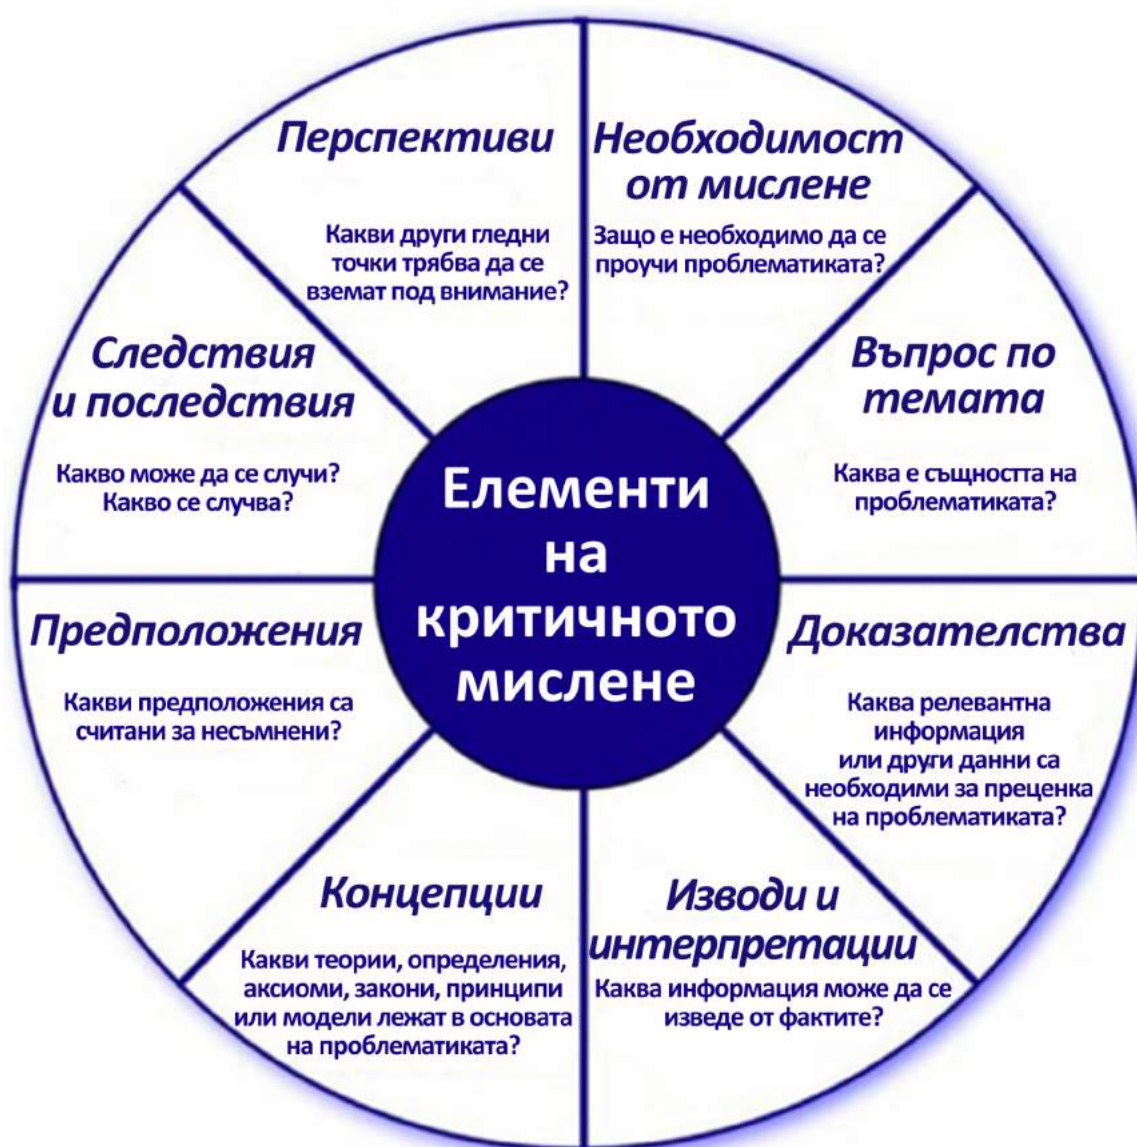 Перспективи
Какви други гледни
точки трябва да се
вземат под внимание?
Необходимост
от мислене
Защо е необходимо да се
проучи проблематиката?
Въпрос по
темата
Каква е същността на
проблематиката?
Доказателства
Каква релевантна
информация
или други данни са
необходими за преценка
на проблематиката?
Изводи и
интерпретации
Каква информация може да се
изведе от фактите?
Концепции
Какви теории, определения,
аксиоми, закони, принципи
или модели лежат в основата
на проблематиката?
Предположения
Какви предположения са
считани за несъмнени?
Следствия
и последствия
Какво може да се случи?
Какво се случва?
Елементи
на
критичното
мислене